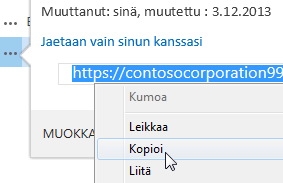 Muuttanut: sinä, muutettu : 3.12.2013
Jaetaan vain sinun kanssasi
https://contosocorporation99
Kumoa
Leikkaa
MUOKKA
Kopioi
Liitä